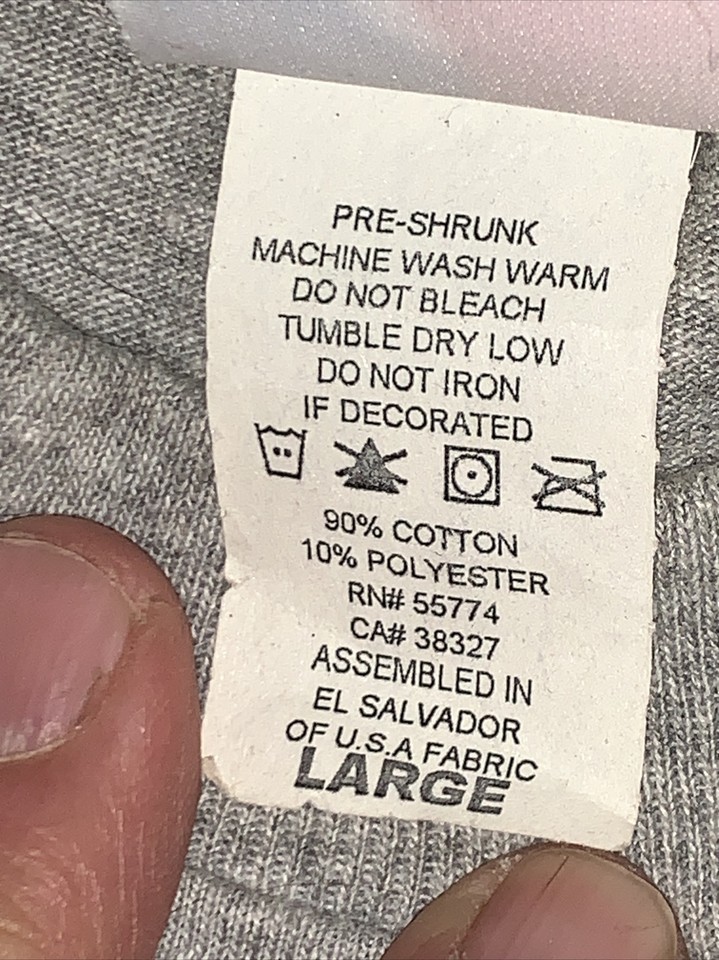 PRE-SHRUNK
MACHINE WASH WARM
DO NOT BLEACH
TUMBLE DRY LOW
DO NOT IRON
IF DECORATED
90% COTTON
10% POLYESTER
RN# 55774
CA# 38327
ASSEMBLED IN
EL SALVADOR
OF U.S.A FABRIC
LARGE